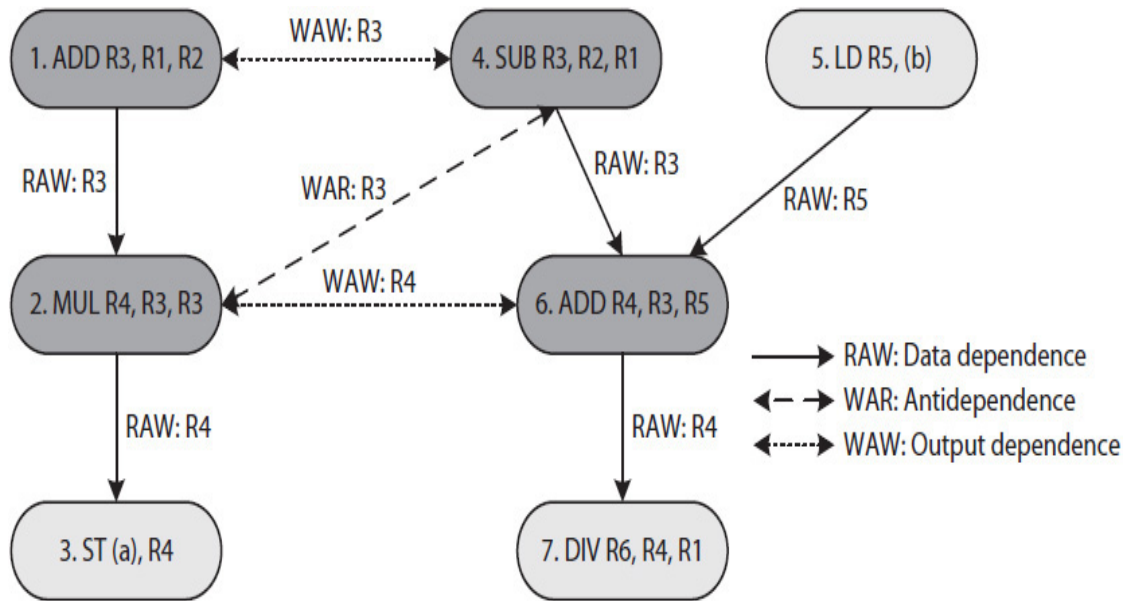 WAW: R3
1. ADD R3, R1, R2
4. SUB R3, R2, R1
5. LD R5, (b)
RAW: R3
WAR: R3
RAW: R3
RAW: R5
WAW: R4
2. MUL R4, R3, R3
6. ADD R4, R3, R5
RAW: Data dependence
WAR: Antidependence
RAW: R4
RAW: R4
WAW: Output dependence
3. ST (a), R4
7. DIV R6, R4, R1